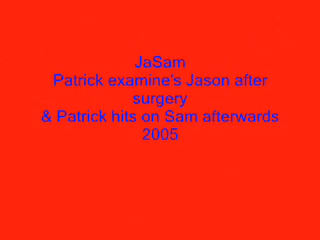 JaSam
Patrick examine's Jason after
surgery
& Patrick hits on Sam afterwards
2005